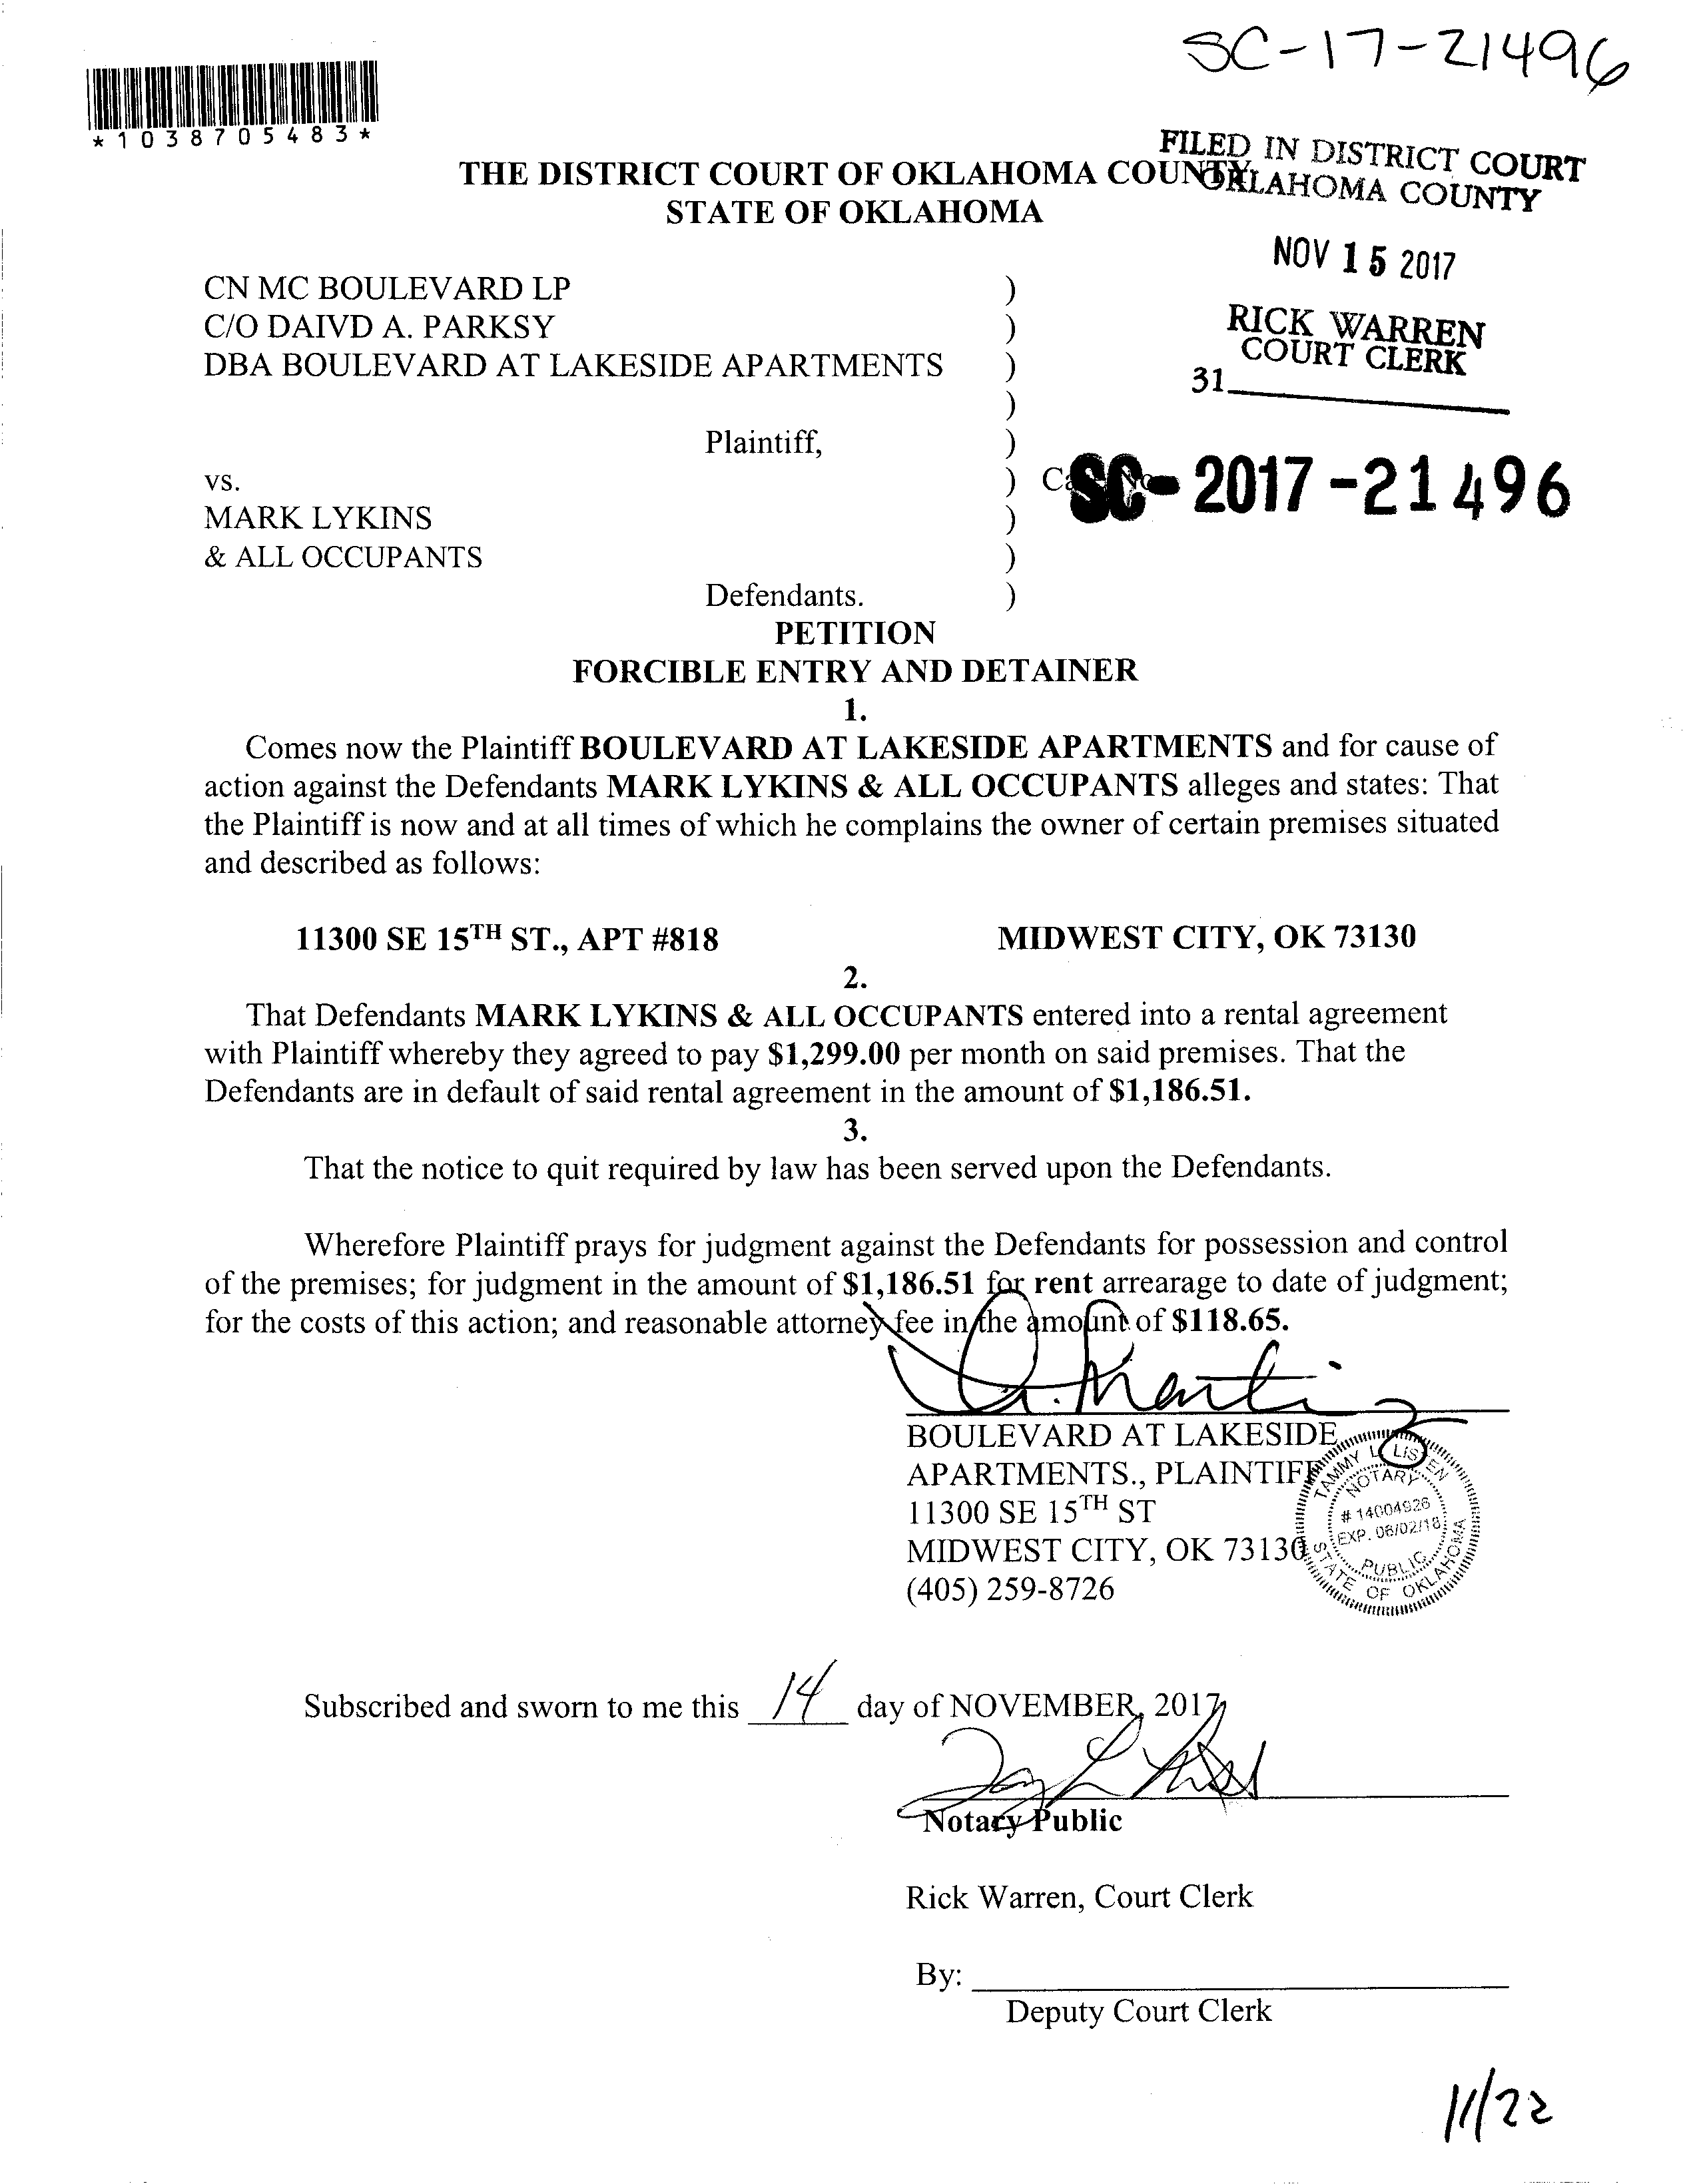 SC-17-21496
*1038705483*
FILED IN DISTRICT COURT
OKLAHOMA COUNTY
THE DISTRICT COURT OF OKLAHOMA COUNTY
STATE OF OKLAHOMA
NOV 15 2017
RICK WARREN
COURT CLERK
31
CN MC BOULEVARD LP )
C/O DAIVD A. PARKSY )
DBA BOULEVARD AT LAKESIDE APARTMENTS )
)
Plaintiff, )
vs. ) SC-2017-21496
MARK LYKINS )
& ALL OCCUPANTS )
Defendants. )
PETITION
FORCIBLE ENTRY AND DETAINER
1.
Comes now the Plaintiff BOULEVARD AT LAKESIDE APARTMENTS and for cause of
action against the Defendants MARK LYKINS & ALL OCCUPANTS alleges and states: That
the Plaintiff is now and at all times of which he complains the owner of certain premises situated
and described as follows:
11300 SE 15TH ST., APT #818 MIDWEST CITY, OK 73130
2.
That Defendants MARK LYKINS & ALL OCCUPANTS entered into a rental agreement
with Plaintiff whereby they agreed to pay $1,299.00 per month on said premises. That the
Defendants are in default of said rental agreement in the amount of $1,186.51.
3.
That the notice to quit required by law has been served upon the Defendants.
Wherefore Plaintiff prays for judgment against the Defendants for possession and control
of the premises; for judgment in the amount of $1,186.51 for rent arrearage to date of judgment;
for the costs of this action; and reasonable attorney fee in the amount of $118.65.
BOULEVARD AT LAKESIDE
APARTMENTS., PLAINTIFF
11300 SE 15TH ST
MIDWEST CITY, OK 73130
(405) 259-8726
TAMMY L LISTEN
NOTARY
# 14004926
EXP. 06/02/18
PUBLIC
STATE OF OKLAHOMA
Subscribed and sworn to me this 14 day of NOVEMBER, 2017
Notary Public
Rick Warren, Court Clerk
By:
Deputy Court Clerk
11/22